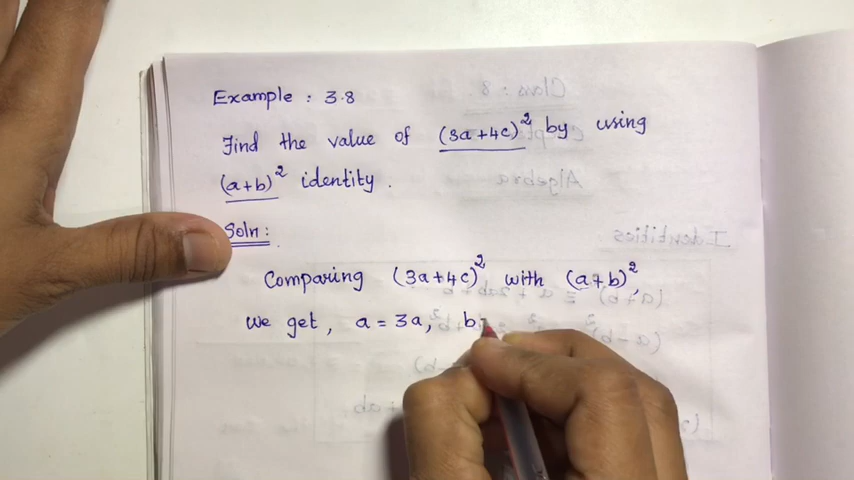 Example : 3.8
Find the value of (3a+4c)² by using
(a+b)² identity.
Soln:
Comparing (3a+4c)² with (a+b)²,
we get, a = 3a, b